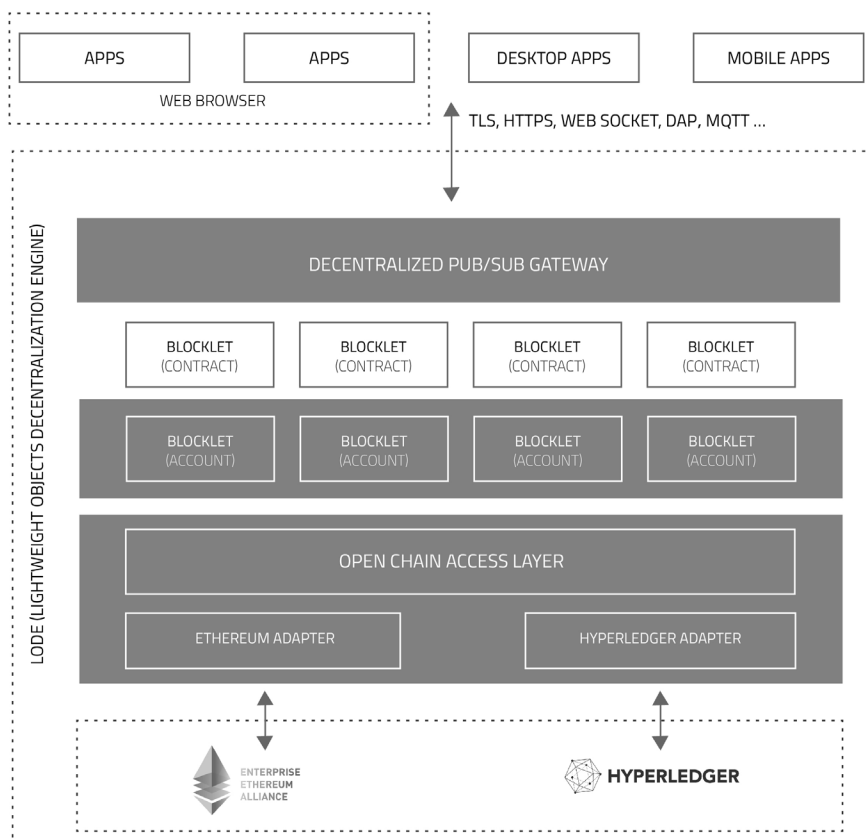 APPS
APPS
DESKTOP APPS
MOBILE APPS
WEB BROWSER
TLS, HTTPS, WEB SOCKET, DAP, MQTT ...
LODE (LIGHTWEIGHT OBJECTS DECENTRALIZATION ENGINE)
DECENTRALIZED PUB/SUB GATEWAY
BLOCKLET
(CONTRACT)
BLOCKLET
(CONTRACT)
BLOCKLET
(CONTRACT)
BLOCKLET
(CONTRACT)
BLOCKLET
(ACCOUNT)
BLOCKLET
(ACCOUNT)
BLOCKLET
(ACCOUNT)
BLOCKLET
(ACCOUNT)
OPEN CHAIN ACCESS LAYER
ETHEREUM ADAPTER
HYPERLEDGER ADAPTER
ENTERPRISE
ETHEREUM
ALLIANCE
HYPERLEDGER